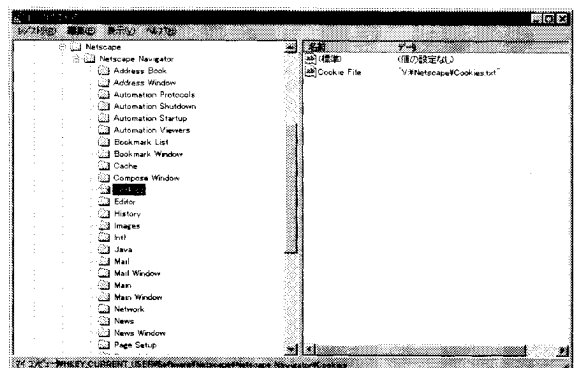 レジストリ(R) 編集(E) 表示(V) ヘルプ(H)
Netscape
Netscape Navigator
Address Book
Address Window
Automation Protocols
Automation Shutdown
Automation Startup
Automation Viewers
Bookmark List
Bookmark Window
Cache
Compose Window
Cookies
Editor
History
Images
Intl
Java
Mail
Mail Window
Main
Main Window
Network
News
News Window
Page Setup
名前 データ
(標準) (値の設定なし)
Cookie File "V:¥Netscape¥Cookies.txt"
マイ コンピュータ¥HKEY_CURRENT_USER¥Software¥Netscape¥Netscape Navigator¥Cookies